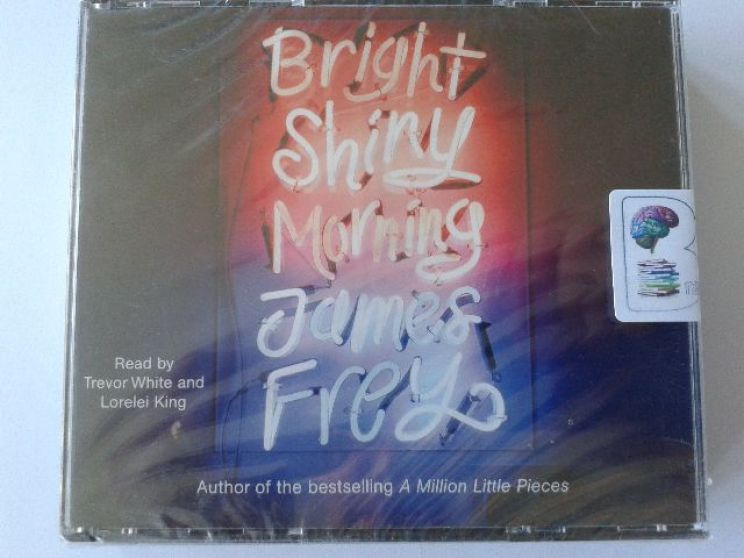 Bright
Shiny
Morning
James
Frey
Read by
Trevor White and
Lorelei King
Author of the bestselling A Million Little Pieces